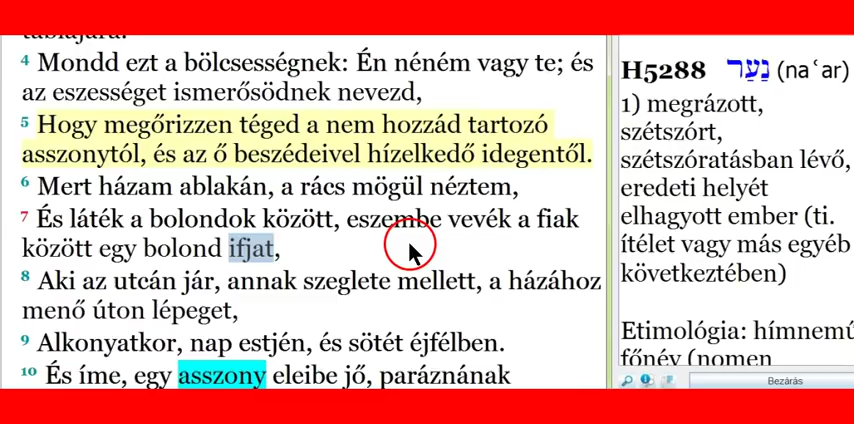 4 Mondd ezt a bölcsességnek: Én néném vagy te; és
az eszességet ismerősödnek nevezd,
5 Hogy megőrizzen téged a nem hozzád tartozó
asszonytól, és az ő beszédeivel hízelkedő idegentől.
6 Mert házam ablakán, a rács mögül néztem,
7 És láték a bolondok között, eszembe vevék a fiak
között egy bolond ifjat,
8 Aki az utcán jár, annak szeglete mellett, a házához
menő úton lépeget,
9 Alkonyatkor, nap estjén, és sötét éjfélben.
10 És íme, egy asszony eleibe jő, paráznának
H5288 נַעַר (naʿar)
1) megrázott,
szétszórt,
szétszóratásban lévő,
eredeti helyét
elhagyott ember (ti.
ítélet vagy más egyéb
következtében)
Etimológia: hímnemű
főnév (nomen
Bezárás